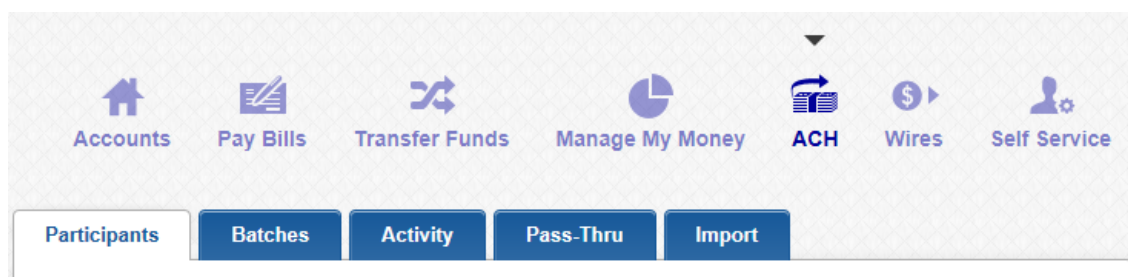 Accounts Pay Bills Transfer Funds Manage My Money ACH Wires Self Service
Participants Batches Activity Pass-Thru Import